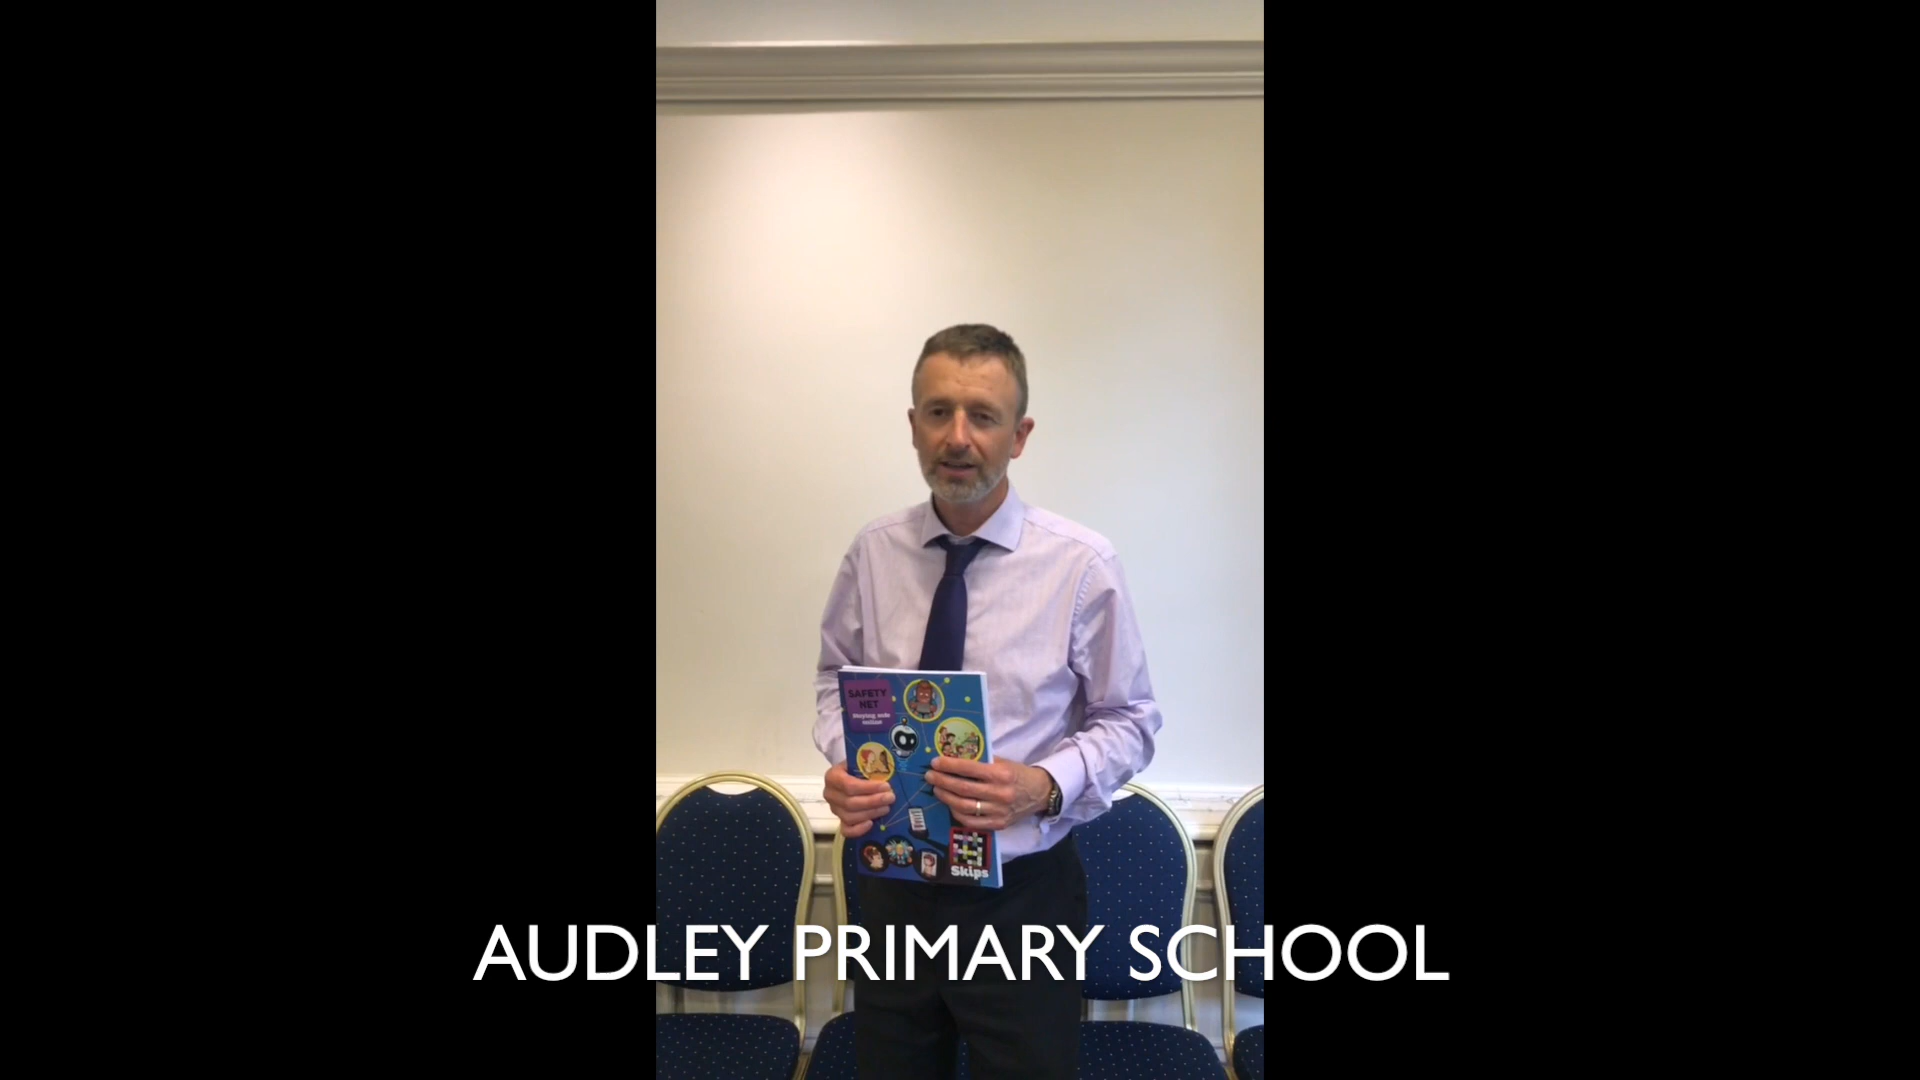 SAFETY
NET
Staying safe
online
Skips
AUDLEY PRIMARY SCHOOL